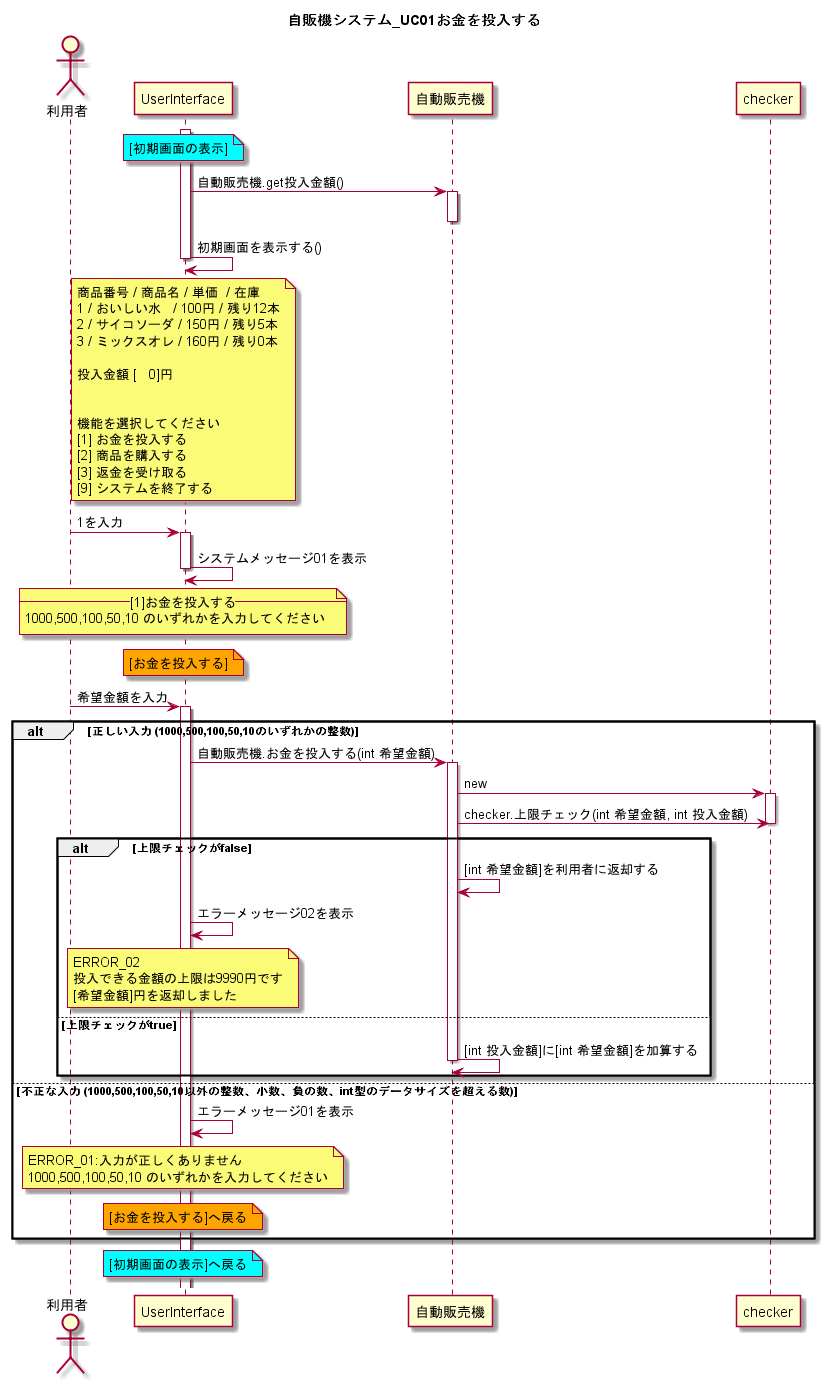 自販機システム_UC01お金を投入する
利用者
UserInterface
自動販売機
checker
[初期画面の表示]
自動販売機.get投入金額()
初期画面を表示する()
商品番号 / 商品名 / 単価 / 在庫
1 / おいしい水 / 100円 / 残り12本
2 / サイコソーダ / 150円 / 残り5本
3 / ミックスオレ / 160円 / 残り0本
投入金額 [ 0]円
機能を選択してください
[1] お金を投入する
[2] 商品を購入する
[3] 返金を受け取る
[9] システムを終了する
1を入力
システムメッセージ01を表示
[1]お金を投入する
1000,500,100,50,10 のいずれかを入力してください
[お金を投入する]
希望金額を入力
alt [正しい入力 (1000,500,100,50,10のいずれかの整数)]
自動販売機.お金を投入する(int 希望金額)
new
checker.上限チェック(int 希望金額, int 投入金額)
alt [上限チェックがfalse]
[int 希望金額]を利用者に返却する
エラーメッセージ02を表示
ERROR_02
投入できる金額の上限は9990円です
[希望金額]円を返却しました
[上限チェックがtrue]
[int 投入金額]に[int 希望金額]を加算する
[不正な入力 (1000,500,100,50,10以外の整数、小数、負の数、int型のデータサイズを超える数)]
エラーメッセージ01を表示
ERROR_01:入力が正しくありません
1000,500,100,50,10 のいずれかを入力してください
[お金を投入する]へ戻る
[初期画面の表示]へ戻る
利用者
UserInterface
自動販売機
checker